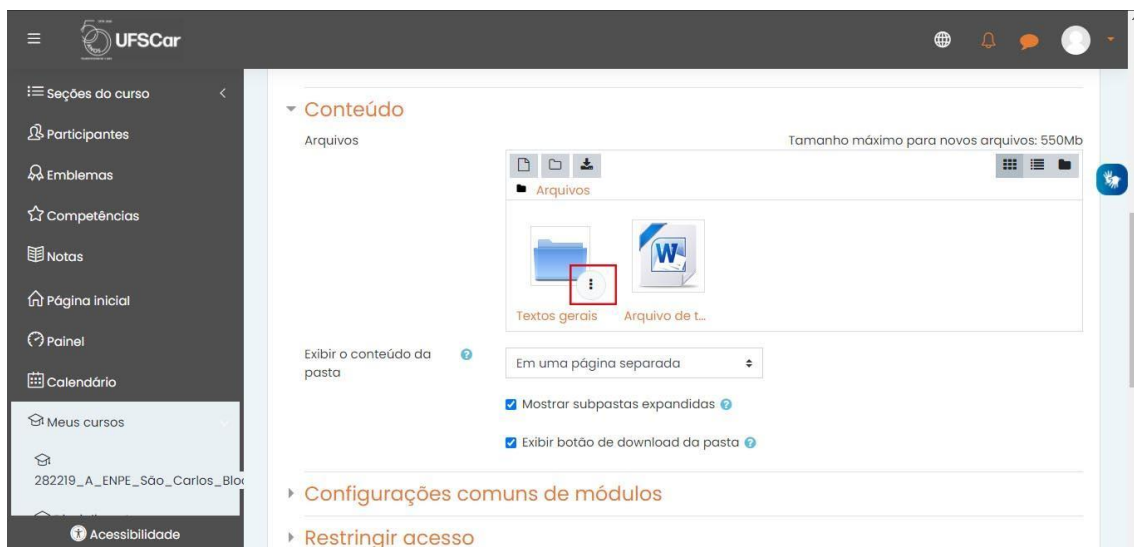 UFSCar
Seções do curso
Participantes
Emblemas
Competências
Notas
Página inicial
Painel
Calendário
Meus cursos
282219_A_ENPE_São_Carlos_Bloc
Acessibilidade
Conteúdo
Arquivos
Tamanho máximo para novos arquivos: 550Mb
Arquivos
W
Textos gerais
Arquivo de t...
Exibir o conteúdo da
pasta
Em uma página separada
Mostrar subpastas expandidas
Exibir botão de download da pasta
Configurações comuns de módulos
Restringir acesso